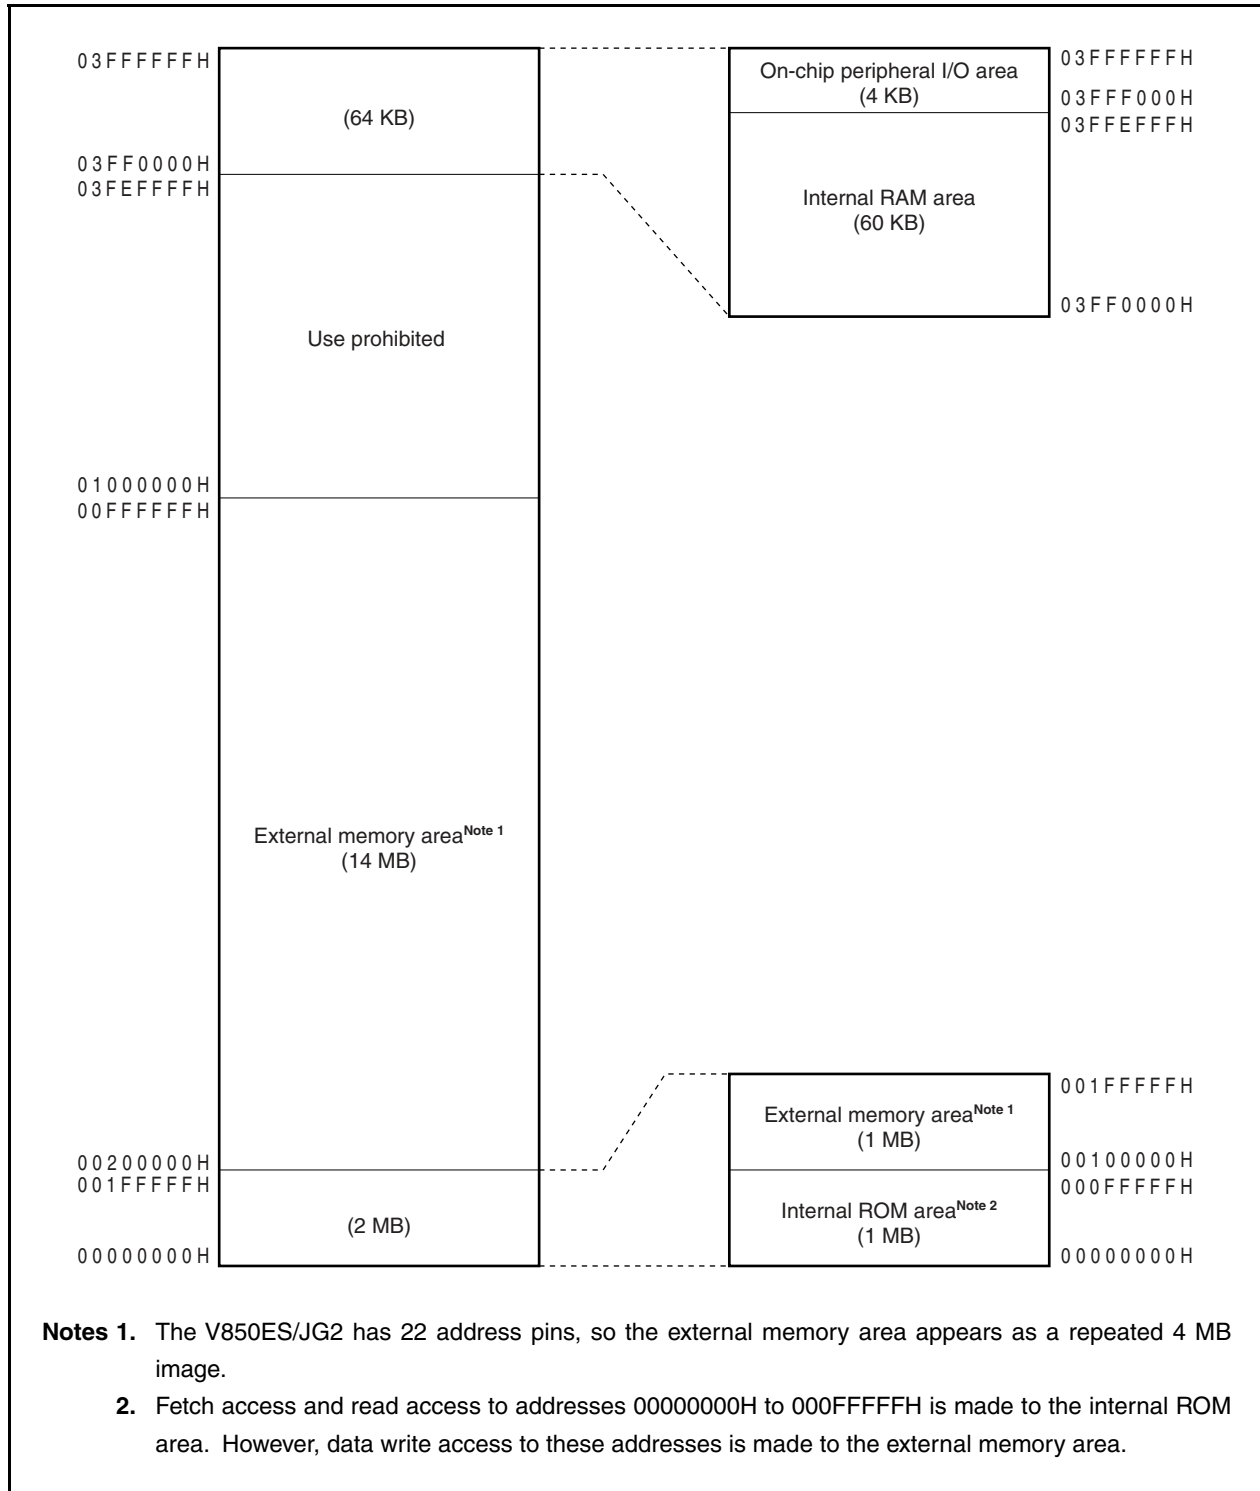 03FFFFFFH
(64 KB)
03FF0000H
03FEFFFFH
Use prohibited
01000000H
00FFFFFFH
External memory areaNote 1
(14 MB)
00200000H
001FFFFFH
(2 MB)
00000000H
On-chip peripheral I/O area
(4 KB)
03FFFFFFH
03FFF000H
03FFEFFFH
Internal RAM area
(60 KB)
03FF0000H
External memory areaNote 1
(1 MB)
001FFFFFH
00100000H
000FFFFFH
Internal ROM areaNote 2
(1 MB)
00000000H
Notes 1. The V850ES/JG2 has 22 address pins, so the external memory area appears as a repeated 4 MB
image.
2. Fetch access and read access to addresses 00000000H to 000FFFFFH is made to the internal ROM
area. However, data write access to these addresses is made to the external memory area.